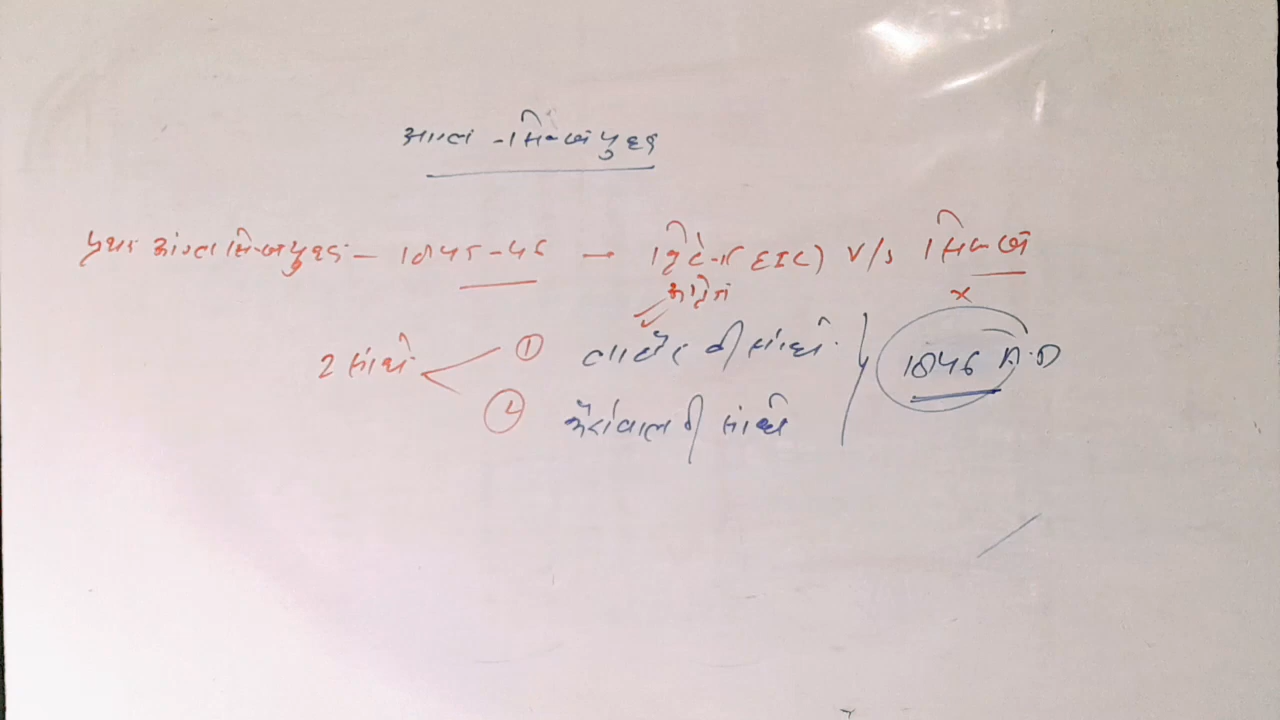 આંગ્લ - સિખ યુદ્ધ
પ્રથમ આંગ્લ સિખ યુદ્ધ - 1845-46 → બ્રિટન (EIC) V/s સિખ
અંગ્રેજ x
2 સંધી ① લાહોર ની સંધી
② ભૈરોવાલ ની સંધી 1846 A.D